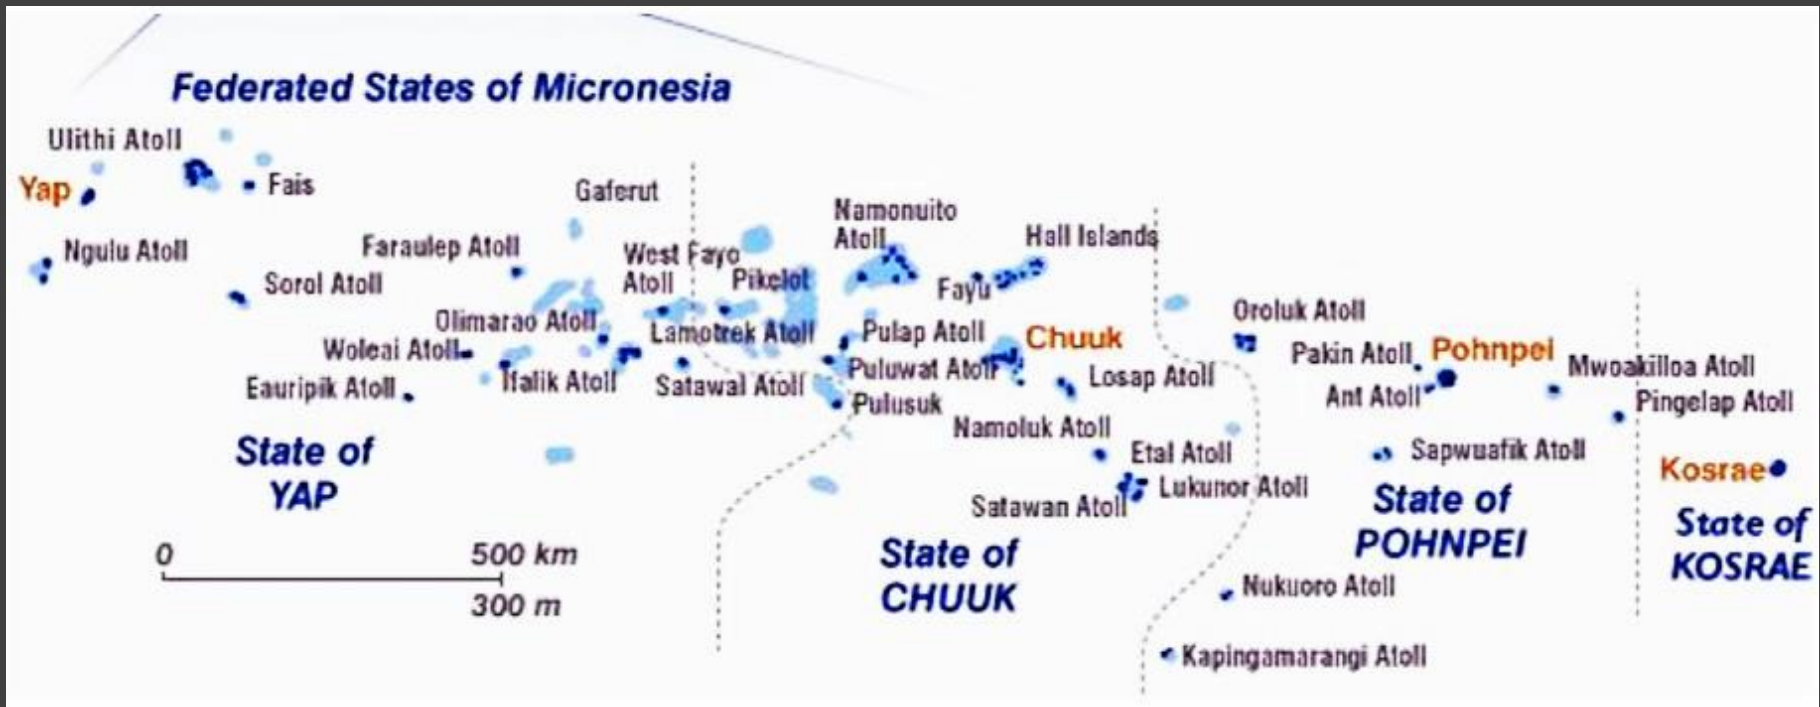 Federated States of Micronesia
Ulithi Atoll
Yap
Fais
Gaferut
Namonuito
Atoll
Hall Islands
Ngulu Atoll
Faraulep Atoll
West Fayo
Atoll
Pikelot
Sorol Atoll
Fayu
Olimarao Atoll
Lamotrek Atoll
Pulap Atoll
Chuuk
Oroluk Atoll
Woleai Atoll
Ifalik Atoll
Eauripik Atoll
Satawal Atoll
Puluwat Atoll
Pulusuk
Losap Atoll
Pakin Atoll
Pohnpei
Mwoakilloa Atoll
Ant Atoll
Pingelap Atoll
Namoluk Atoll
Etal Atoll
Sapwuafik Atoll
Kosrae
Satawan Atoll
Lukunor Atoll
State of
YAP
State of
POHNPEI
State of
KOSRAE
0
500 km
300 m
State of
CHUUK
Nukuoro Atoll
Kapingamarangi Atoll